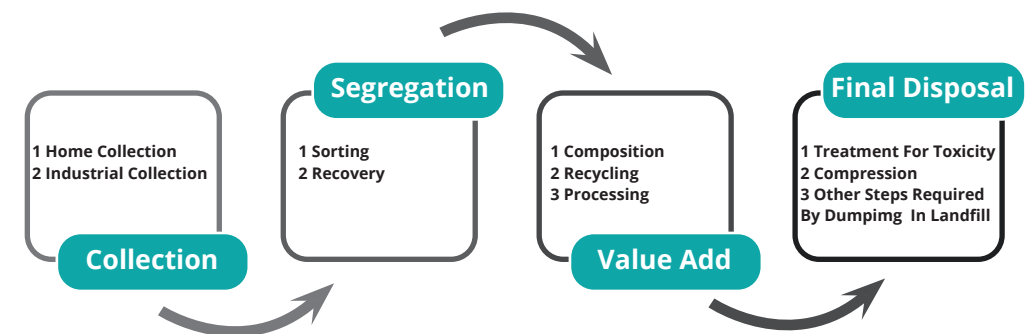 Collection
1 Home Collection
2 Industrial Collection
Segregation
1 Sorting
2 Recovery
Value Add
1 Composition
2 Recycling
3 Processing
Final Disposal
1 Treatment For Toxicity
2 Compression
3 Other Steps Required
By Dumpimg In Landfill